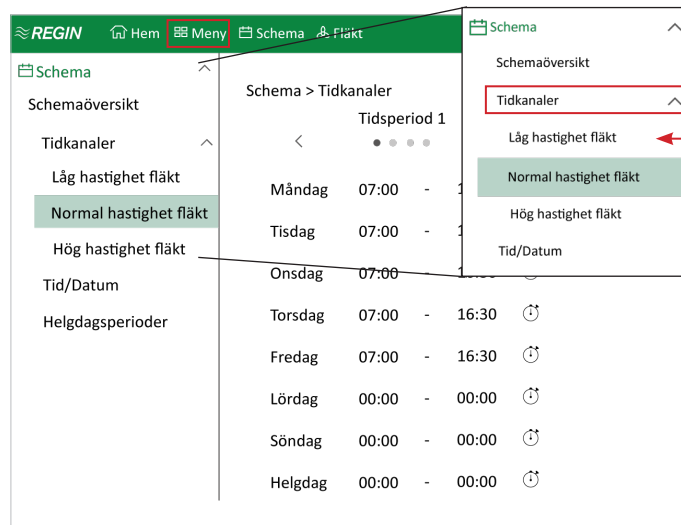 REGIN Hem Meny Schema Fläkt
Schema
Schemaöversikt
Tidkanaler
Låg hastighet fläkt
Normal hastighet fläkt
Hög hastighet fläkt
Tid/Datum
Helgdagsperioder
Schema > Tidkanaler
Tidsperiod 1
Måndag 07:00 -
Tisdag 07:00 -
Onsdag 07:00 -
Torsdag 07:00 - 16:30
Fredag 07:00 - 16:30
Lördag 00:00 - 00:00
Söndag 00:00 - 00:00
Helgdag 00:00 - 00:00
Schema
Schemaöversikt
Tidkanaler
Låg hastighet fläkt
Normal hastighet fläkt
Hög hastighet fläkt
Tid/Datum